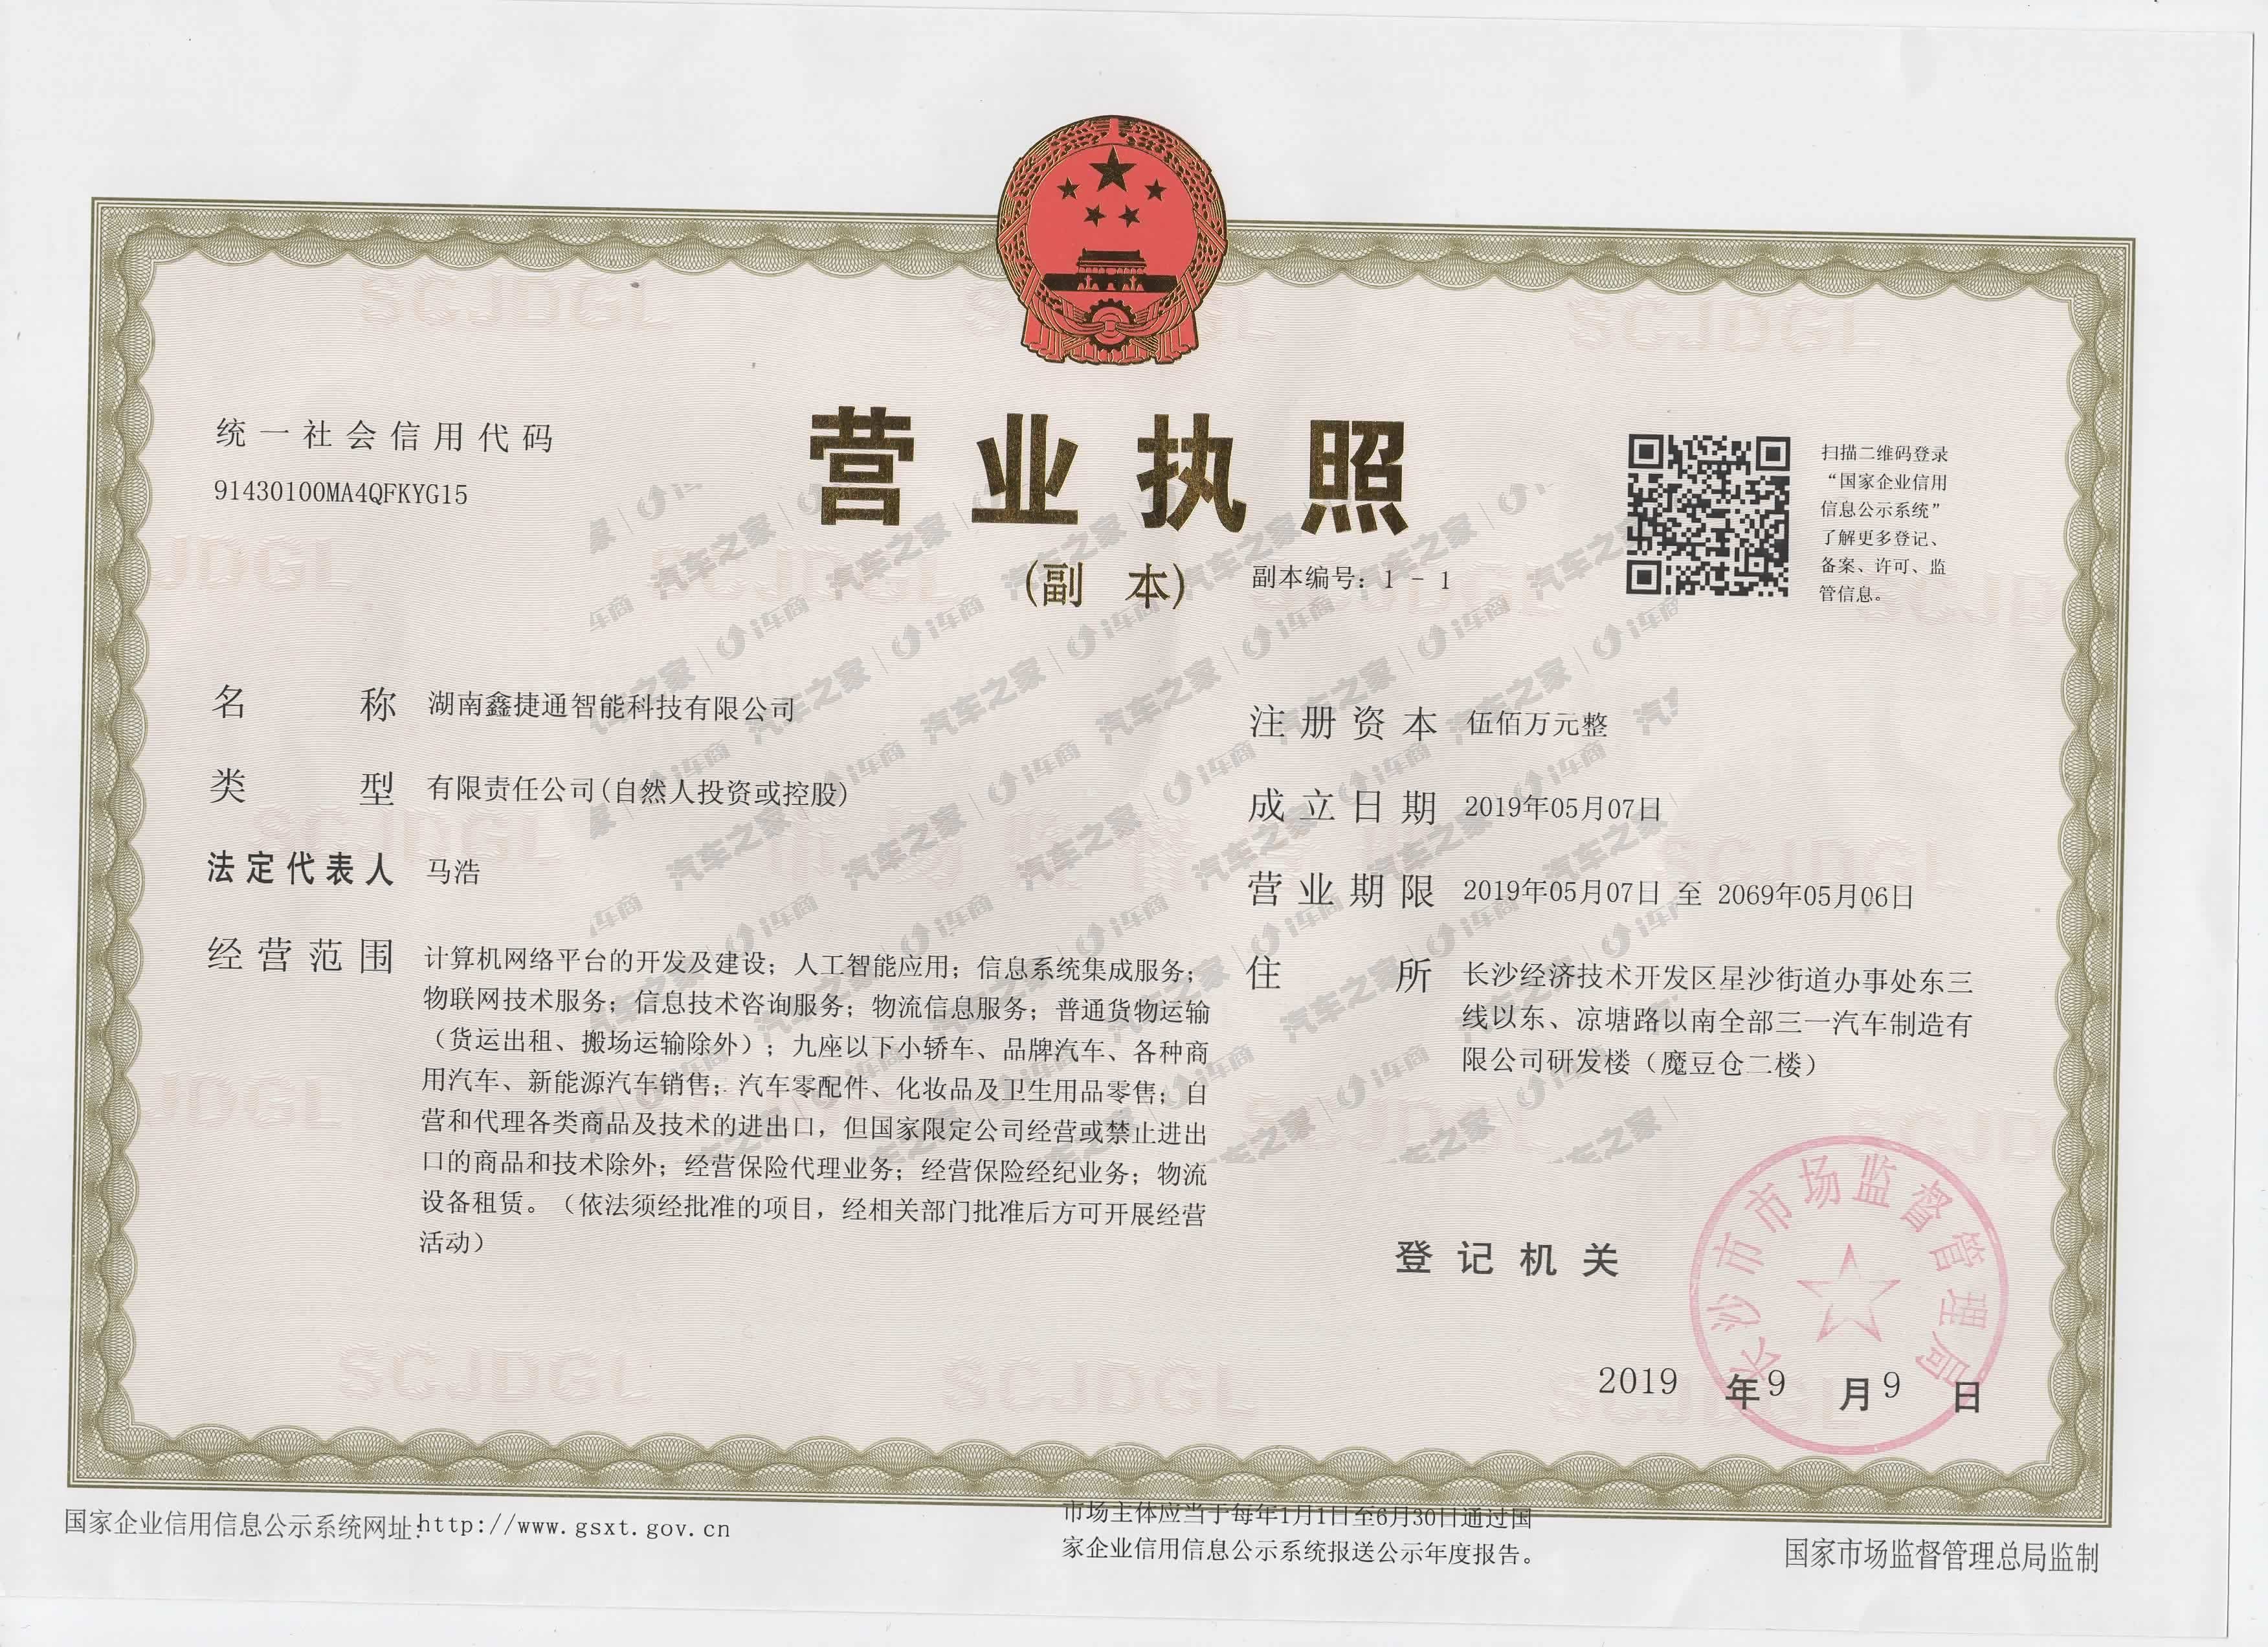 统一社会信用代码
91430100MA4QFKYG15
营业执照
(副 本)
副本编号：1 - 1
扫描二维码登录
“国家企业信用
信息公示系统”
了解更多登记、
备案、许可、监
管信息。
名 称 湖南鑫捷通智能科技有限公司
类 型 有限责任公司(自然人投资或控股)
法定代表人 马浩
经营范围 计算机网络平台的开发及建设；人工智能应用；信息系统集成服务；
物联网技术服务；信息技术咨询服务；物流信息服务；普通货物运输
（货运出租、搬场运输除外）；九座以下小轿车、品牌汽车、各种商
用汽车、新能源汽车销售；汽车零配件、化妆品及卫生用品零售；自
营和代理各类商品及技术的进出口，但国家限定公司经营或禁止进出
口的商品和技术除外；经营保险代理业务；经营保险经纪业务；物流
设备租赁。（依法须经批准的项目，经相关部门批准后方可开展经营
活动）
注册资本 伍佰万元整
成立日期 2019年05月07日
营业期限 2019年05月07日 至 2069年05月06日
住 所 长沙经济技术开发区星沙街道办事处东三
线以东、凉塘路以南全部三一汽车制造有
限公司研发楼（魔豆仓二楼）
登记机关
长沙市市场监督管理局
2019 年9 月9 日
国家企业信用信息公示系统网址:http://www.gsxt.gov.cn
市场主体应当于每年1月1日至6月30日通过国
家企业信用信息公示系统报送公示年度报告。
国家市场监督管理总局监制
SCJDGL
汽车之家 | i车商